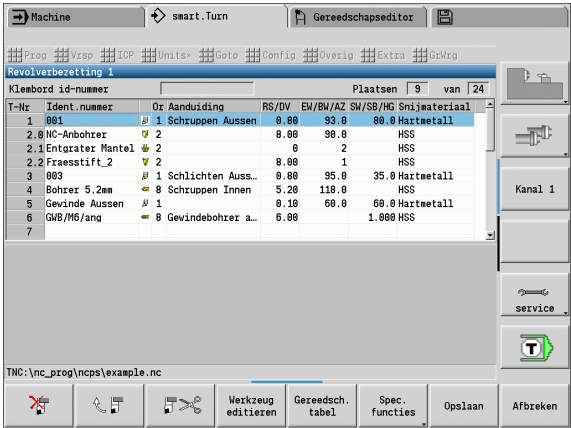 Machine smart.Turn Gereedschapseditor
Prog Vrsp ICP Units» Goto Config Overig Extra GrWrg
Revolverbezetting 1
Klembord id-nummer Plaatsen 9 van 24
T-Nr Ident.nummer Or Aanduiding RS/DV EW/BW/AZ SW/SB/HG Snijmateriaal
1 001 1 Schruppen Aussen 0.80 93.0 80.0 Hartmetall
2.0 NC-Anbohrer 2 8.00 90.0 HSS
2.1 Entgrater Mantel 2 0 2 HSS
2.2 Fraesstift_2 2 8.00 1 HSS
3 003 1 Schlichten Auss… 0.80 95.0 35.0 Hartmetall
4 Bohrer 5,2mm 8 Schruppen Innen 5.20 118.0 HSS
5 Gewinde Aussen 1 0.10 60.0 60.0 Hartmetall
6 GWB/M6/ang 8 Gewindebohrer a… 6.00 1.000 HSS
7
Kanal 1
service
T
TNC:\nc_prog\ncps\example.nc
Werkzeug editieren
Gereedsch. tabel
Spec. functies
Opslaan
Afbreken